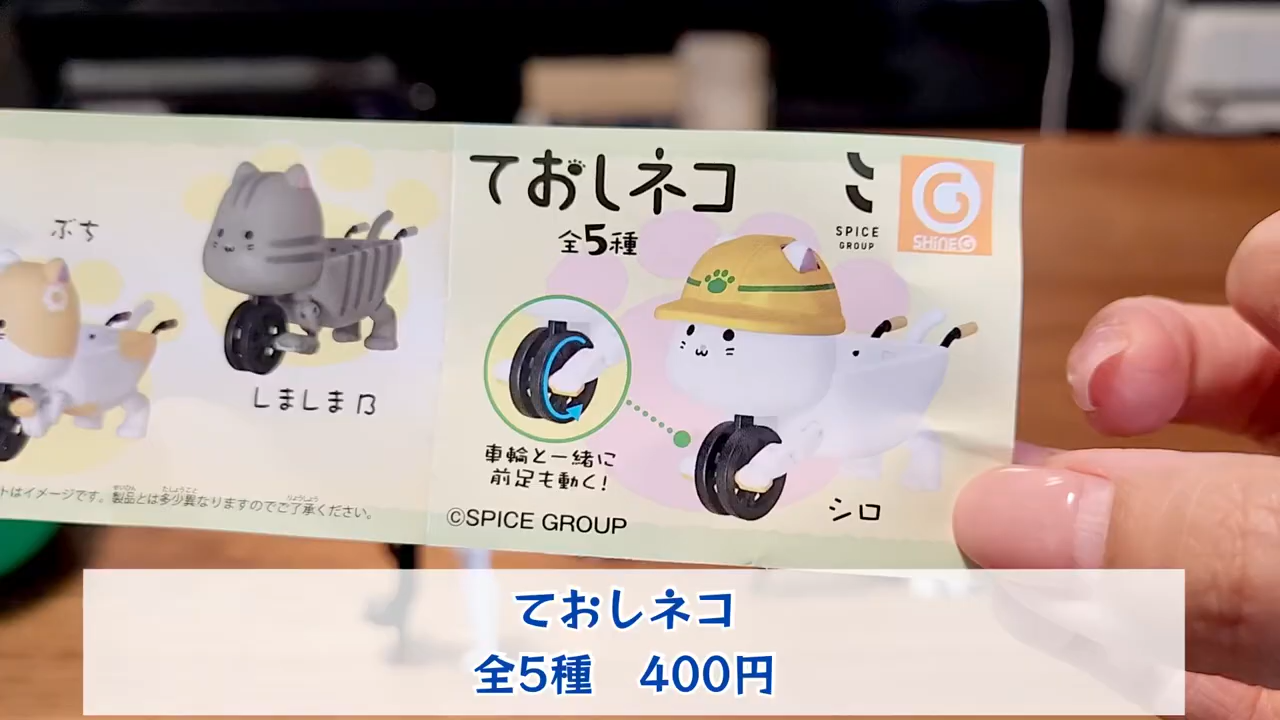 ておしネコ
全5種
SPICE
GROUP
SHINEG
ぶち
しましまB
車輪と一緒に
前足も動く!
シロ
トはイメージです。製品とは多少異なりますのでご了承ください。
©SPICE GROUP
ておしネコ
全5種 400円